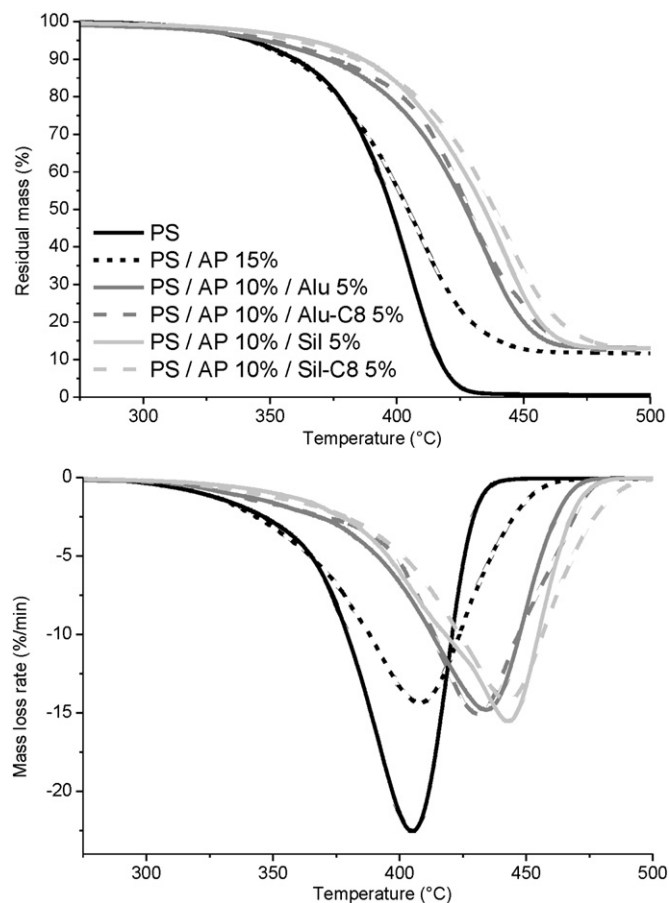 100
90
80
70
60
50
40
30
20
10
0
Residual mass (%)
PS
PS / AP 15%
PS / AP 10% / Alu 5%
PS / AP 10% / Alu-C8 5%
PS / AP 10% / Sil 5%
PS / AP 10% / Sil-C8 5%
300 350 400 450 500
Temperature (°C)
0
-5
-10
-15
-20
Mass loss rate (%/min)
300 350 400 450 500
Temperature (°C)